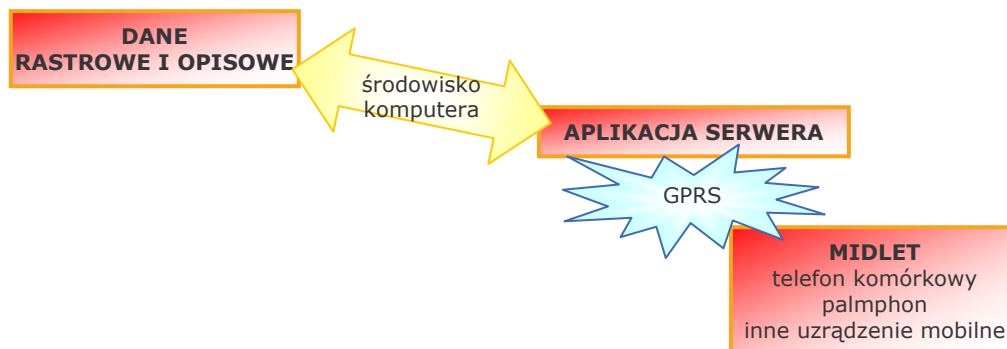 DANE
RASTROWE I OPISOWE
środowisko
komputera
APLIKACJA SERWERA
GPRS
MIDLET
telefon komórkowy
palmphon
inne uzrądzenie mobilne